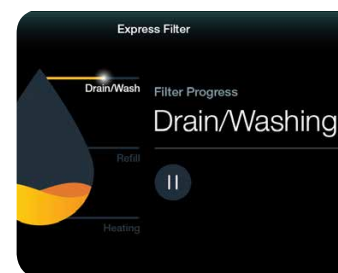 Express Filter
Drain/Wash
Filter Progress
Drain/Washing
Refill
Heating